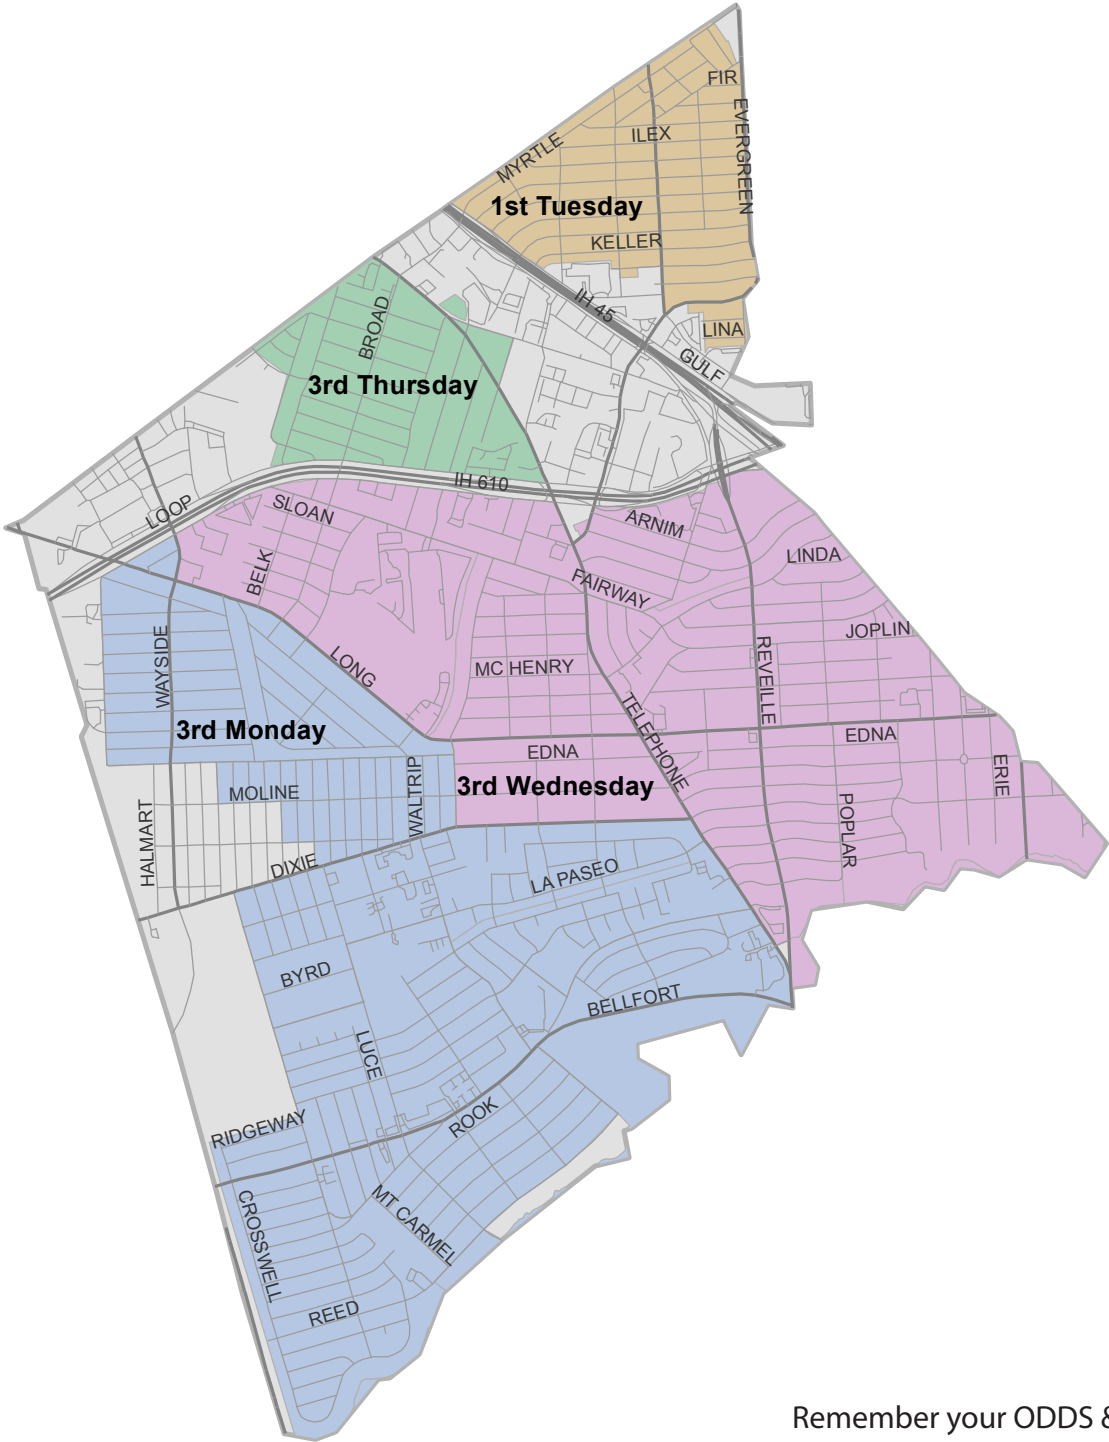 FIR
EVERGREEN
ILEX
MYRTLE
1st Tuesday
KELLER
IH 45
LINA
GULF
BROAD
3rd Thursday
IH 610
LOOP
SLOAN
ARNIM
LINDA
BELK
FAIRWAY
JOPLIN
WAYSIDE
LONG
MC HENRY
REVEILLE
TELEPHONE
3rd Monday
EDNA
EDNA
3rd Wednesday
ERIE
MOLINE
WALTRIP
HALMART
POPLAR
DIXIE
LA PASEO
BYRD
BELLFORT
LUCE
ROOK
RIDGEWAY
MT CARMEL
CROSSWELL
REED
Remember your ODDS &